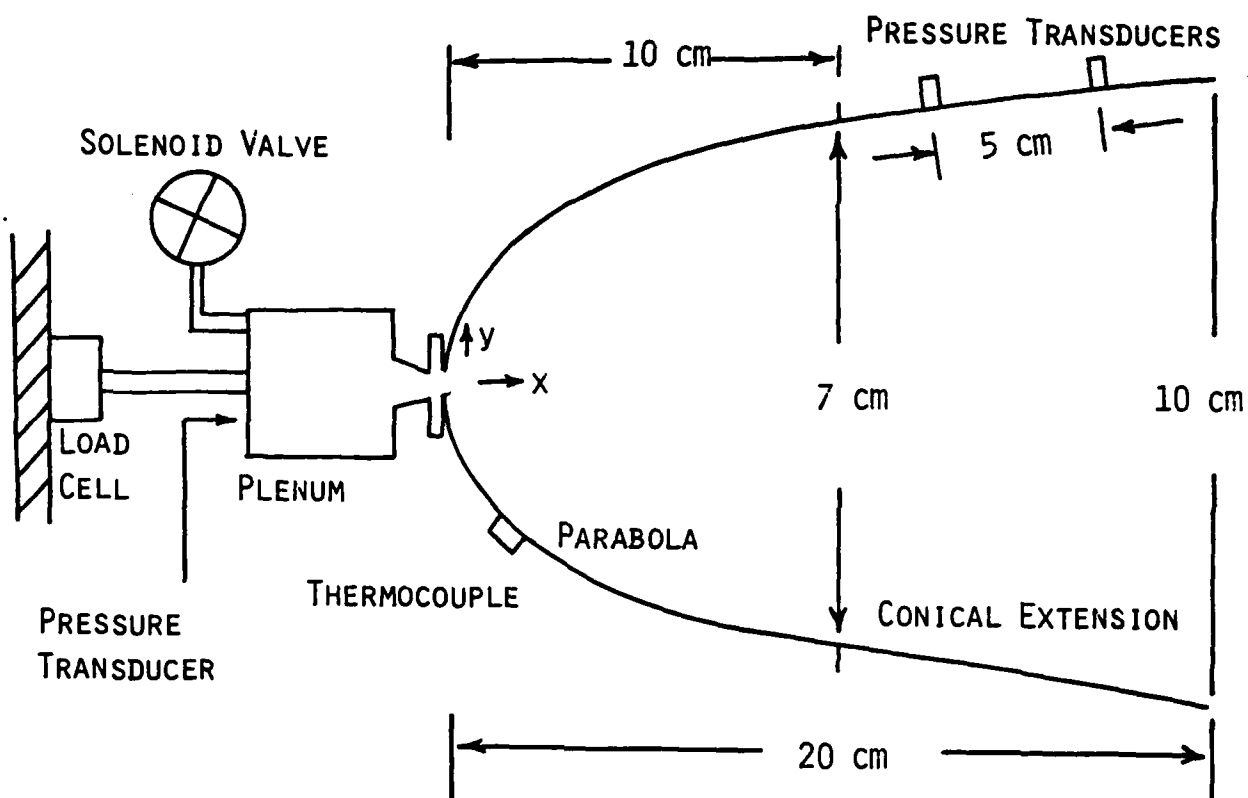 PRESSURE TRANSDUCERS
10 cm
SOLENOID VALVE
5 cm
y
x
7 cm
10 cm
LOAD
CELL
PLENUM
PARABOLA
THERMOCOUPLE
CONICAL EXTENSION
PRESSURE
TRANSDUCER
20 cm